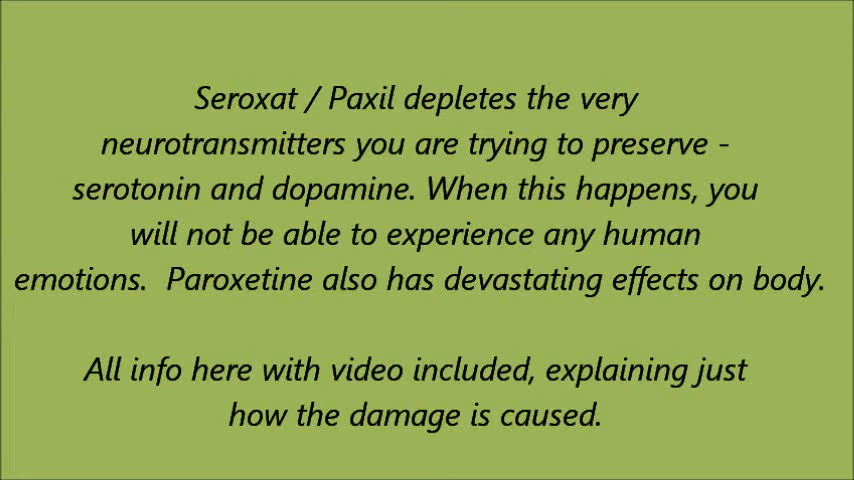 Seroxat / Paxil depletes the very
neurotransmitters you are trying to preserve -
serotonin and dopamine. When this happens, you
will not be able to experience any human
emotions.  Paroxetine also has devastating effects on body.
All info here with video included, explaining just
how the damage is caused.